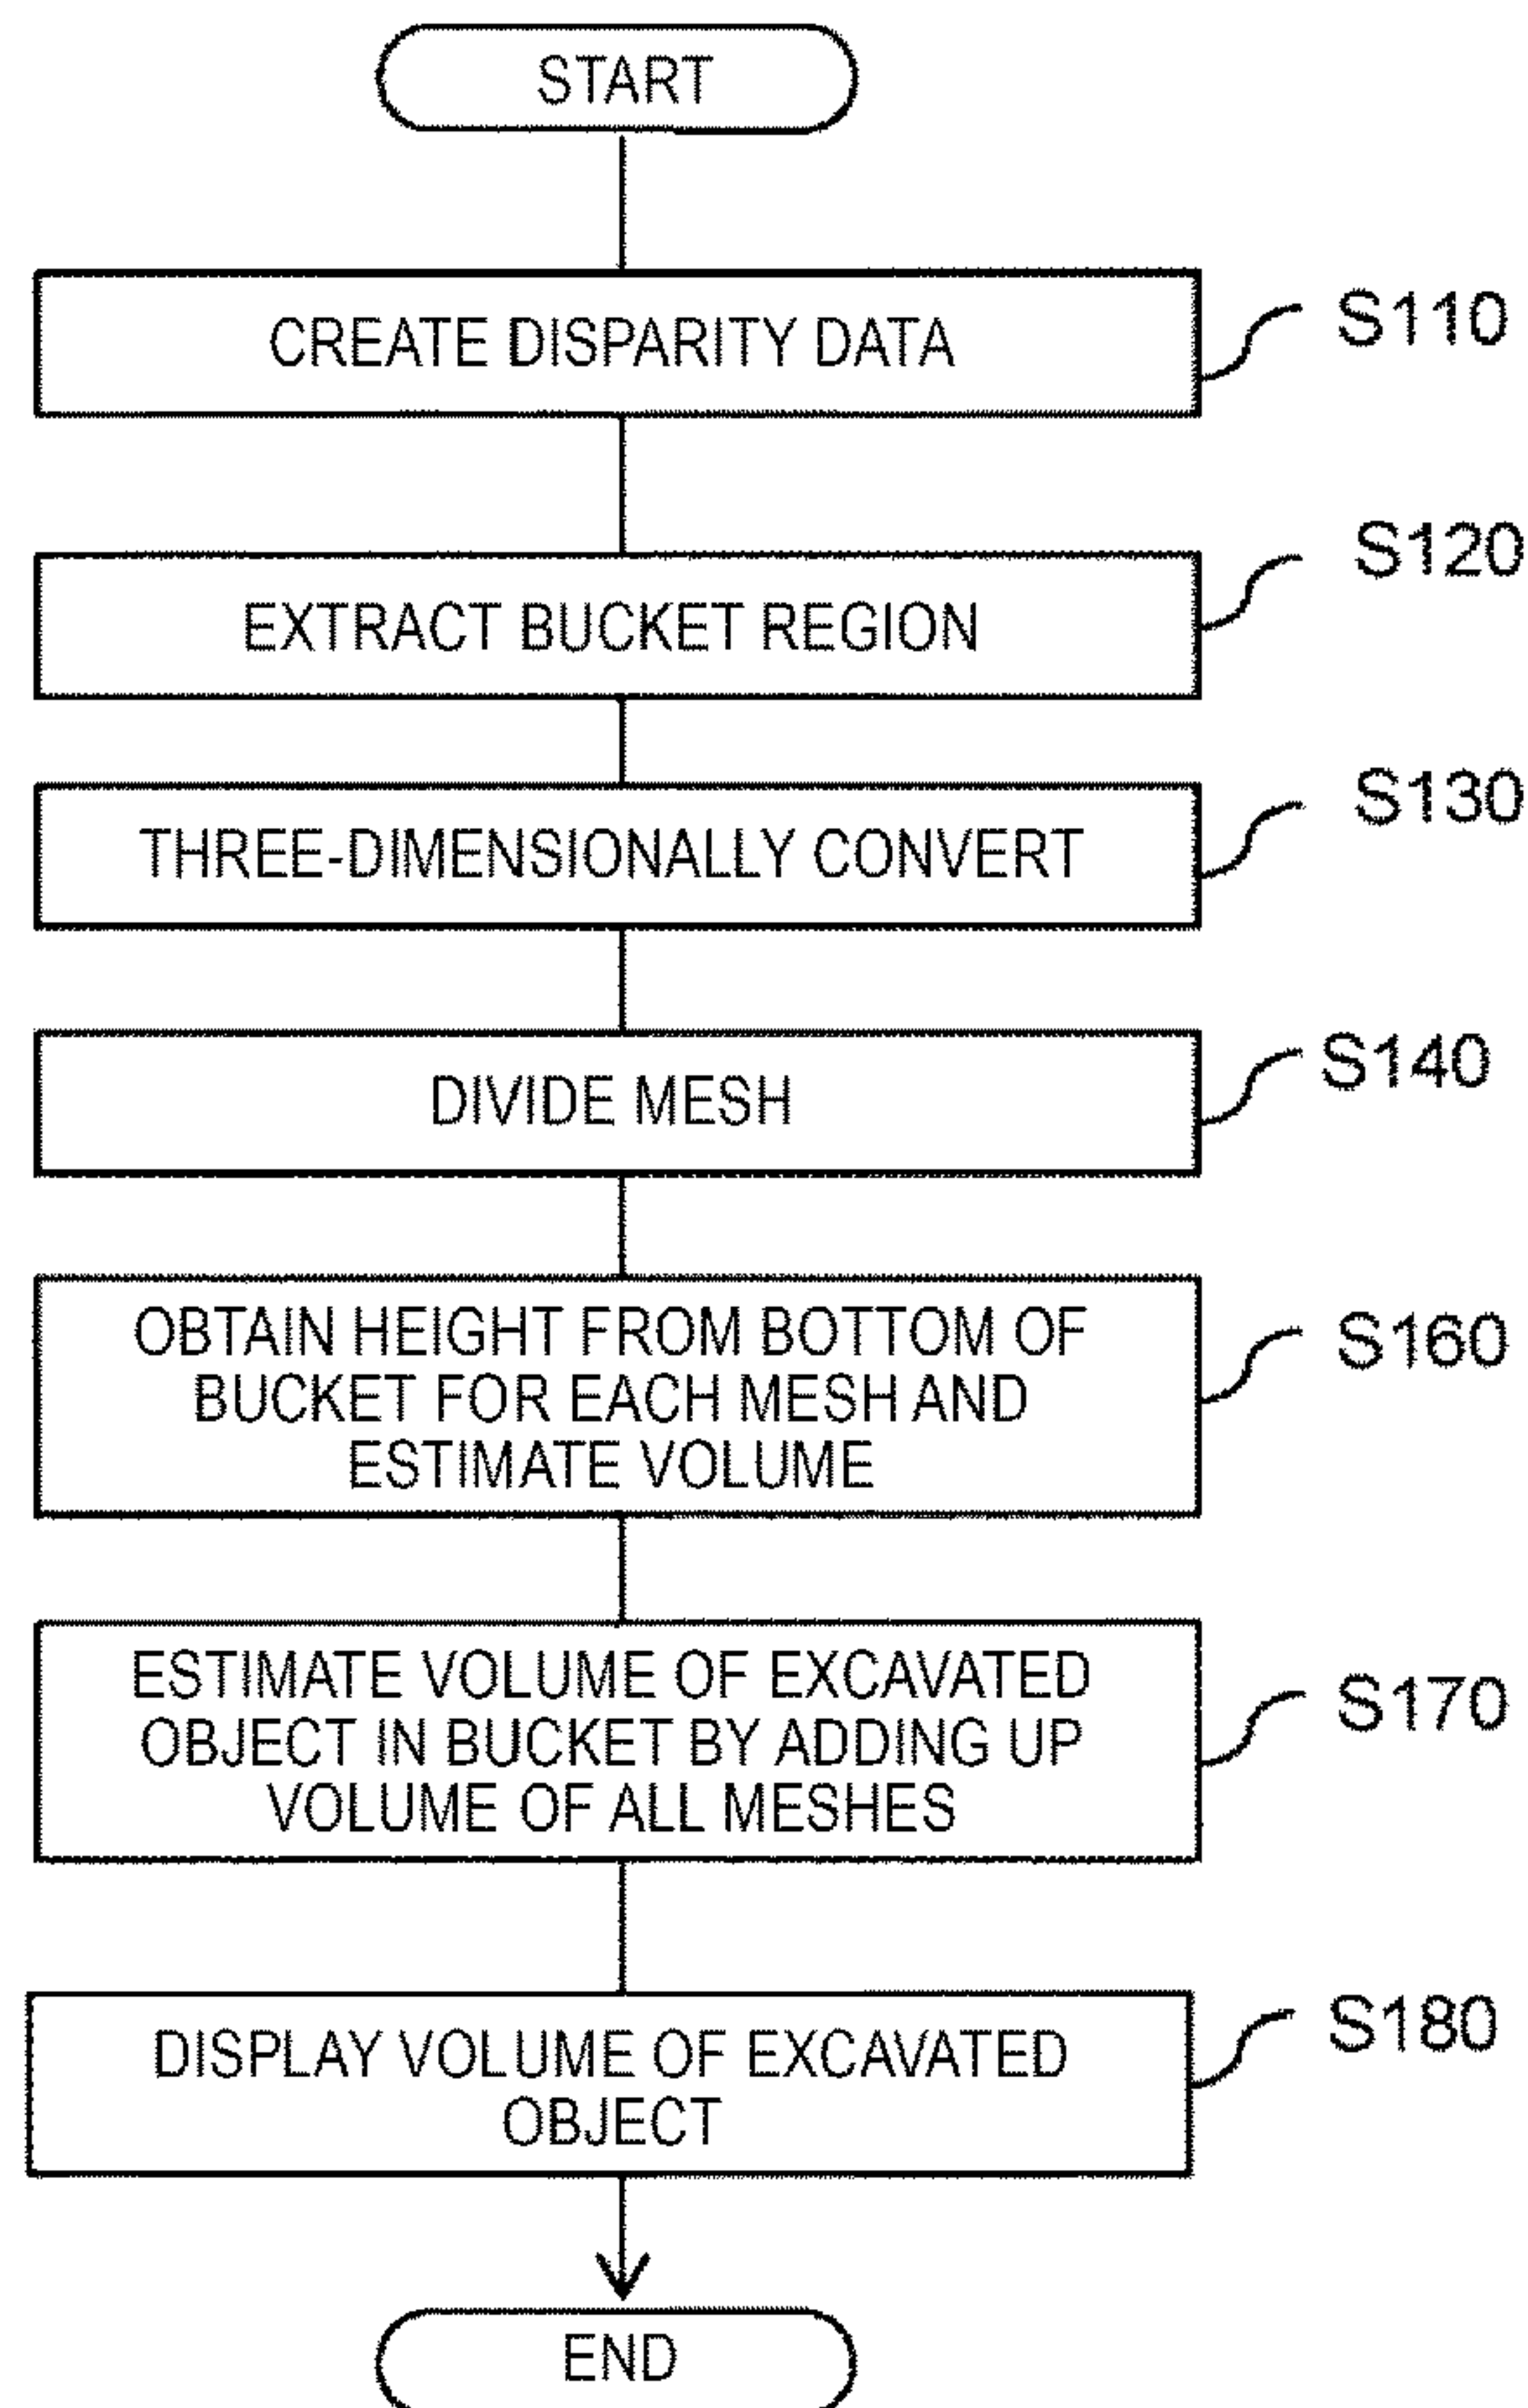 START
CREATE DISPARITY DATA
S110
EXTRACT BUCKET REGION
S120
THREE-DIMENSIONALLY CONVERT
S130
DIVIDE MESH
S140
OBTAIN HEIGHT FROM BOTTOM OF
BUCKET FOR EACH MESH AND
ESTIMATE VOLUME
S160
ESTIMATE VOLUME OF EXCAVATED
OBJECT IN BUCKET BY ADDING UP
VOLUME OF ALL MESHES
S170
DISPLAY VOLUME OF EXCAVATED
OBJECT
S180
END